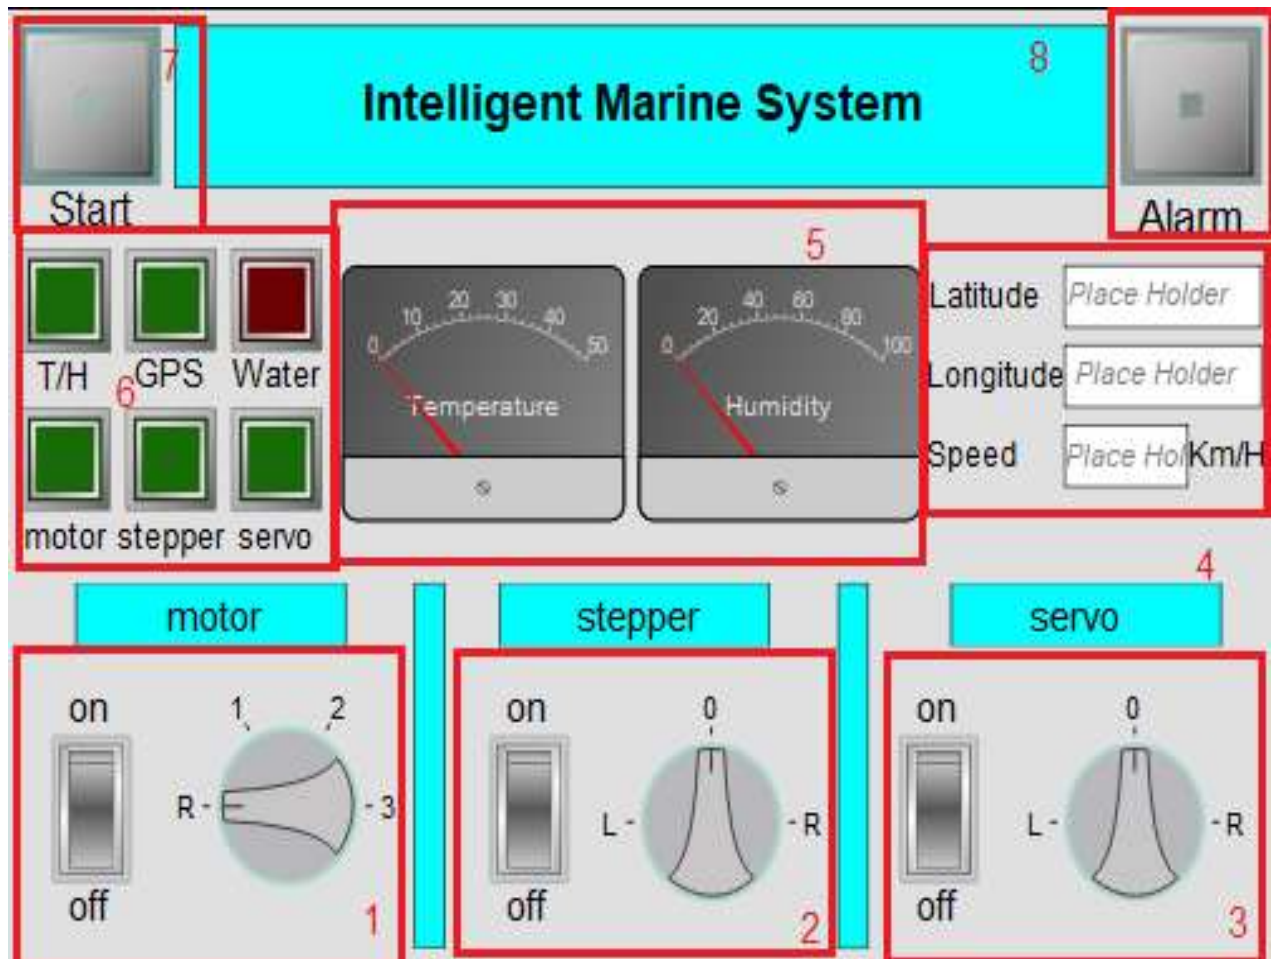 7
Intelligent Marine System
8
Start
Alarm
T/H GPS Water
6
motor stepper servo
0 10 20 30 40 50
Temperature
5
0 20 40 60 80 100
Humidity
Latitude Place Holder
Longitude Place Holder
Speed Place Hol Km/H
4
motor
on
off
R 1 2 3
1
stepper
on
off
L 0 R
2
servo
on
off
L 0 R
3